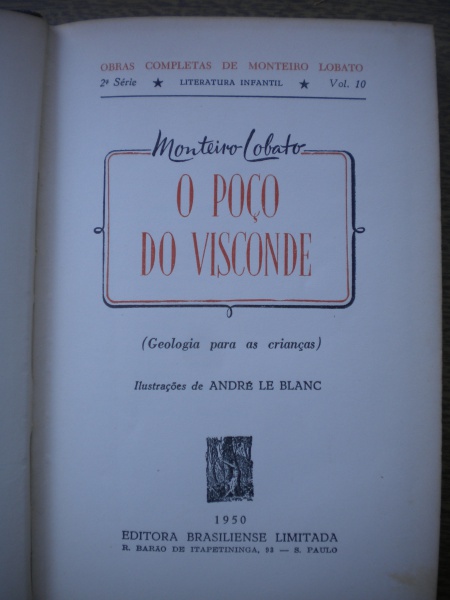 OBRAS COMPLETAS DE MONTEIRO LOBATO
2ª Série ★ LITERATURA INFANTIL ★ Vol. 10
Monteiro Lobato
O POÇO
DO VISCONDE
(Geologia para as crianças)
Ilustrações de ANDRÉ LE BLANC
1950
EDITORA BRASILIENSE LIMITADA
R. BARÃO DE ITAPETININGA, 93 — S. PAULO